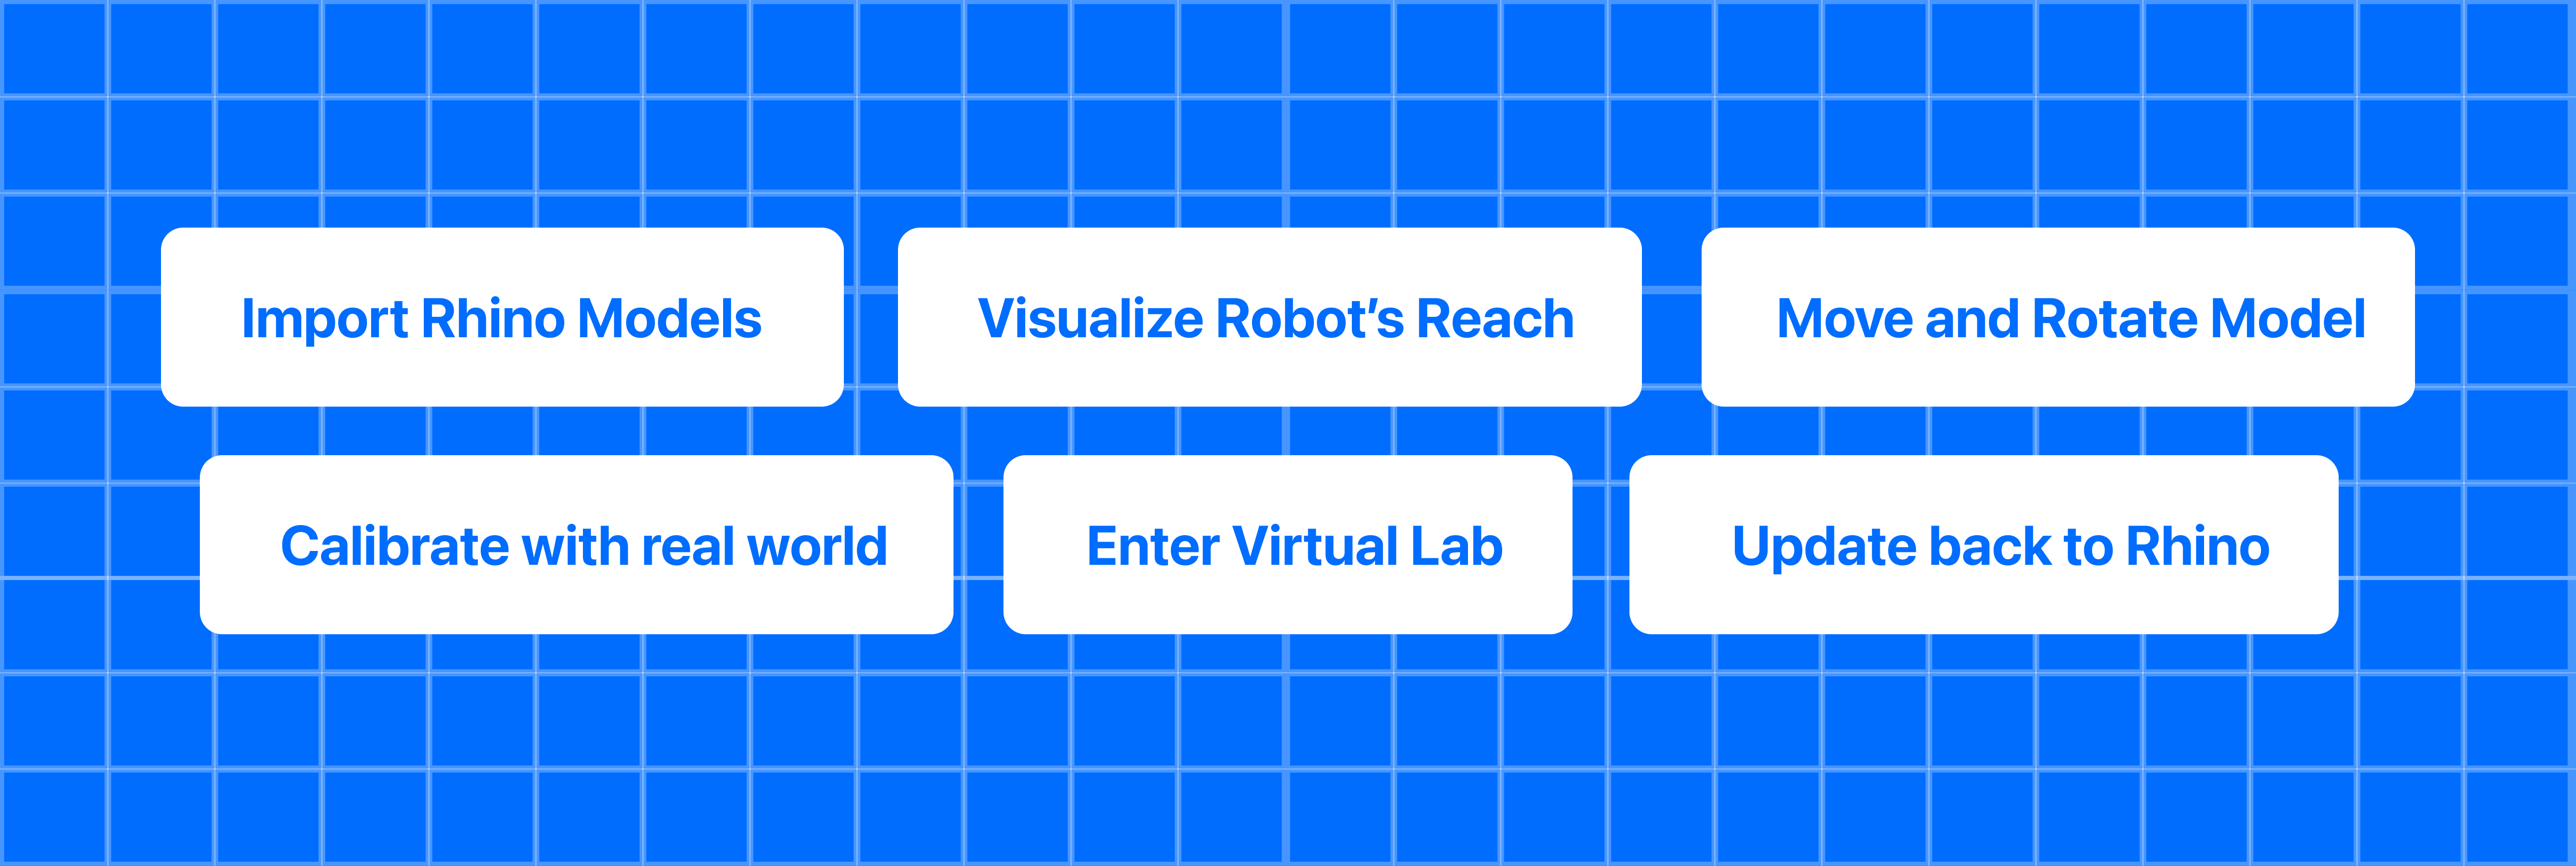 Import Rhino Models
Visualize Robot’s Reach
Move and Rotate Model
Calibrate with real world
Enter Virtual Lab
Update back to Rhino